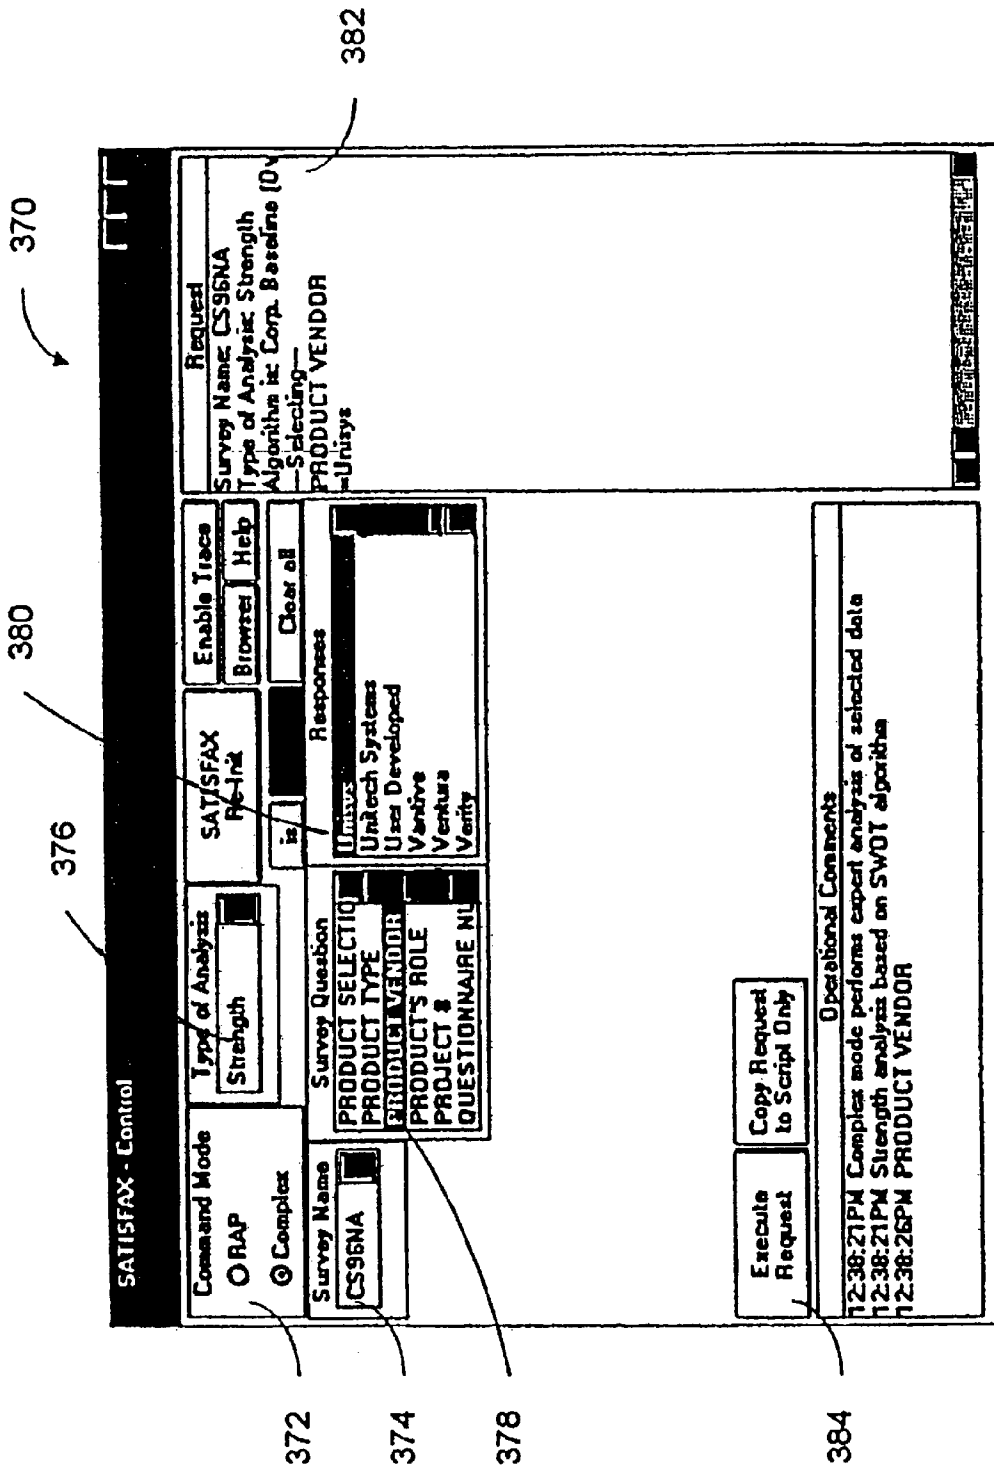 370
380
376
382
SATISFAX - Control
Command Mode
RAP
Complex
Type of Analysis
Strength
SATISFAX
Re-Init
Enable Trace
Browser
Help
is
Clear all
Survey Name
CS96NA
Survey Question
PRODUCT SELECTIO
PRODUCT TYPE
PRODUCT VENDOR
PRODUCT'S ROLE
PROJECT #
QUESTIONNAIRE NU
Responses
Unisys
Unitech Systems
User Developed
Vantive
Ventura
Verity
Request
Survey Name: CS96NA
Type of Analysis: Strength
Algorithm is: Corp. Baseline (Ov
---Selecting---
PRODUCT VENDOR
=Unisys
Execute
Request
Copy Request
to Script Only
Operational Comments
12:38:21PM Complex mode performs expert analysis of selected data
12:38:21PM Strength analysis based on SWOT algorithm
12:38:26PM PRODUCT VENDOR
372
374
378
384